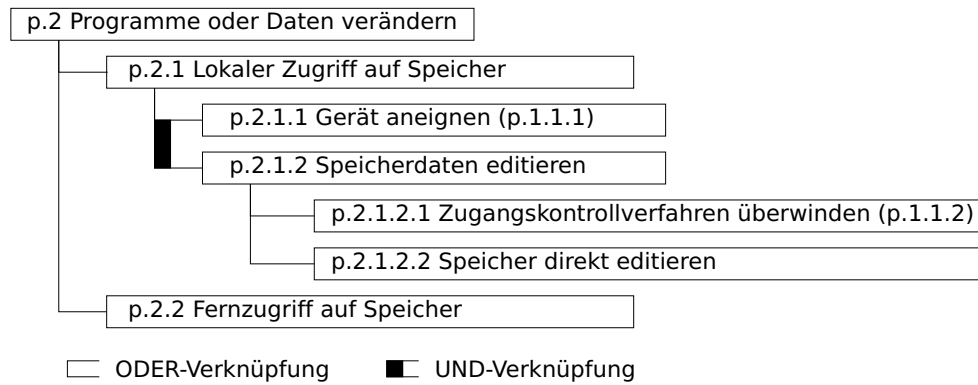 p.2 Programme oder Daten verändern
p.2.1 Lokaler Zugriff auf Speicher
p.2.1.1 Gerät aneignen (p.1.1.1)
p.2.1.2 Speicherdaten editieren
p.2.1.2.1 Zugangskontrollverfahren überwinden (p.1.1.2)
p.2.1.2.2 Speicher direkt editieren
p.2.2 Fernzugriff auf Speicher
ODER-Verknüpfung UND-Verknüpfung